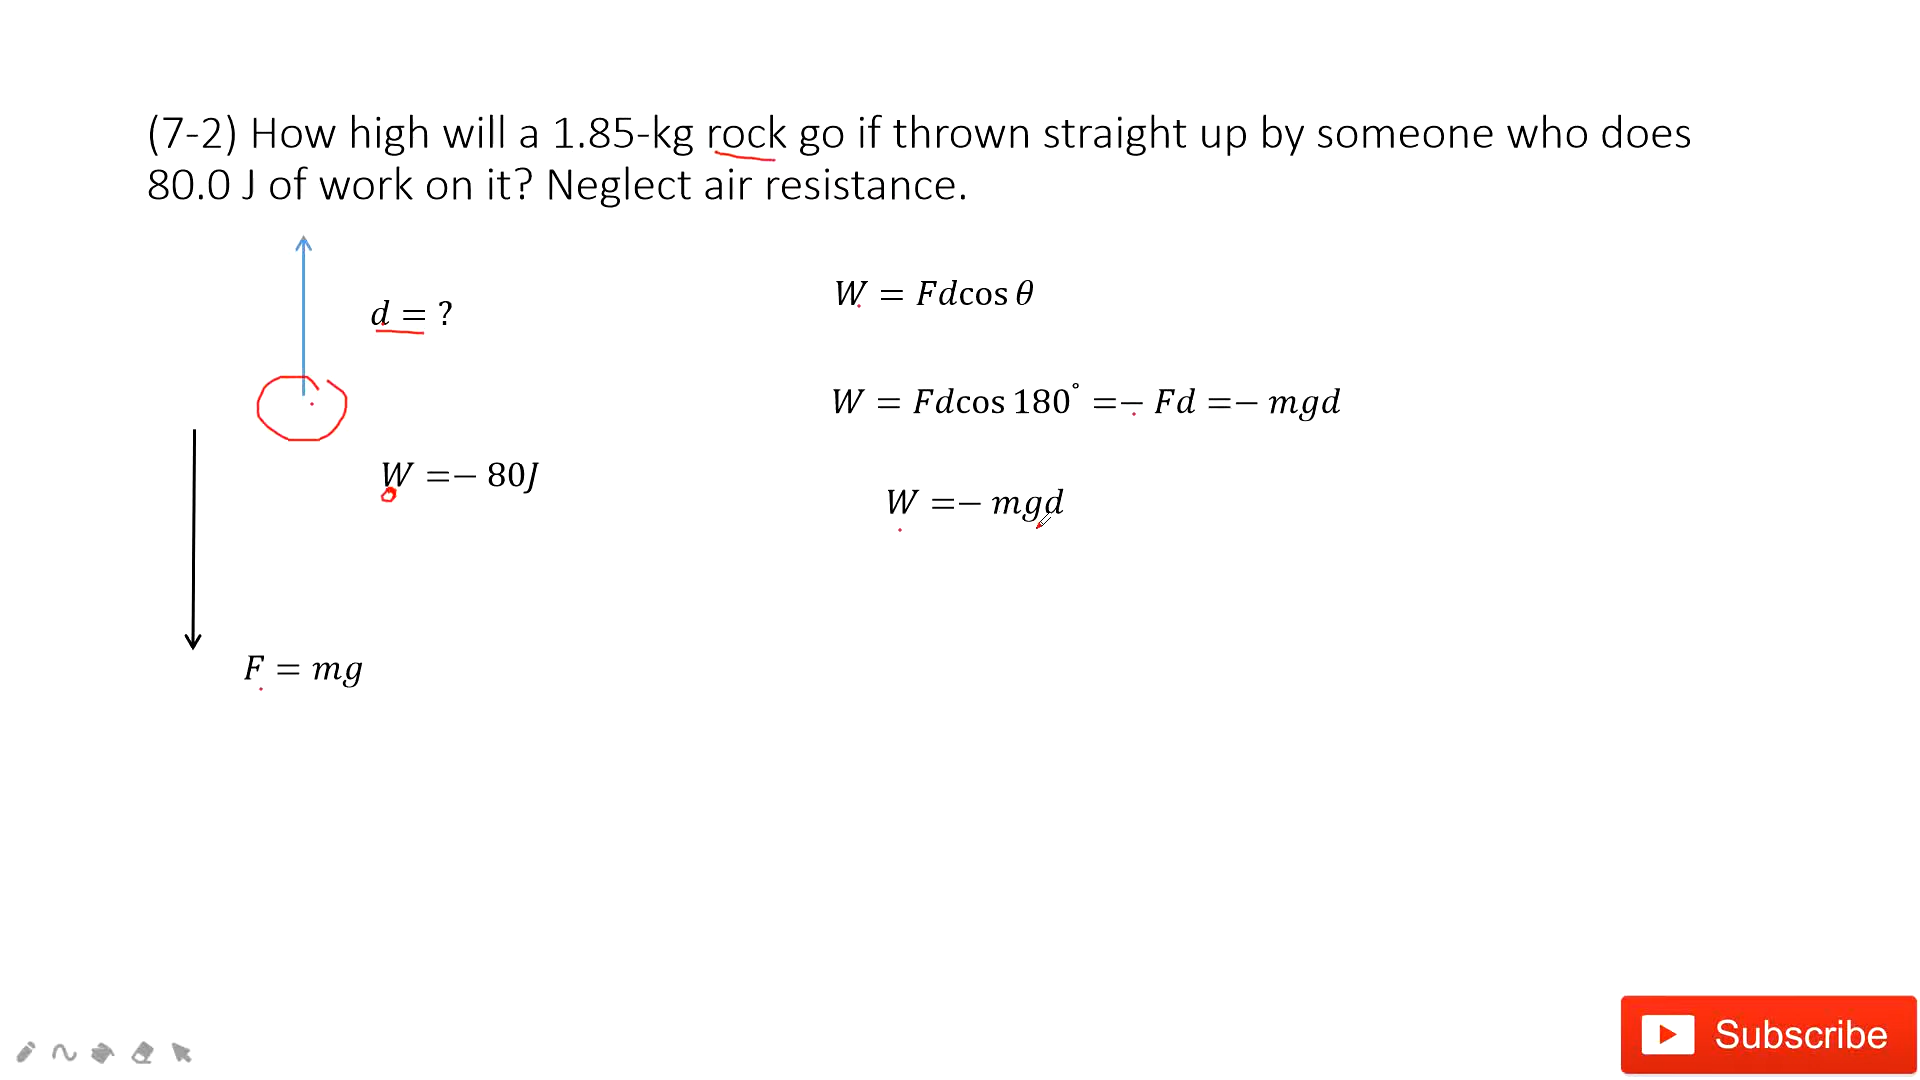 (7-2) How high will a 1.85-kg rock go if thrown straight up by someone who does
80.0 J of work on it? Neglect air resistance.
d = ?
W = Fdcos θ
W = Fdcos 180° =− Fd =− mgd
W =− 80J
W =− mgd
F = mg
Subscribe